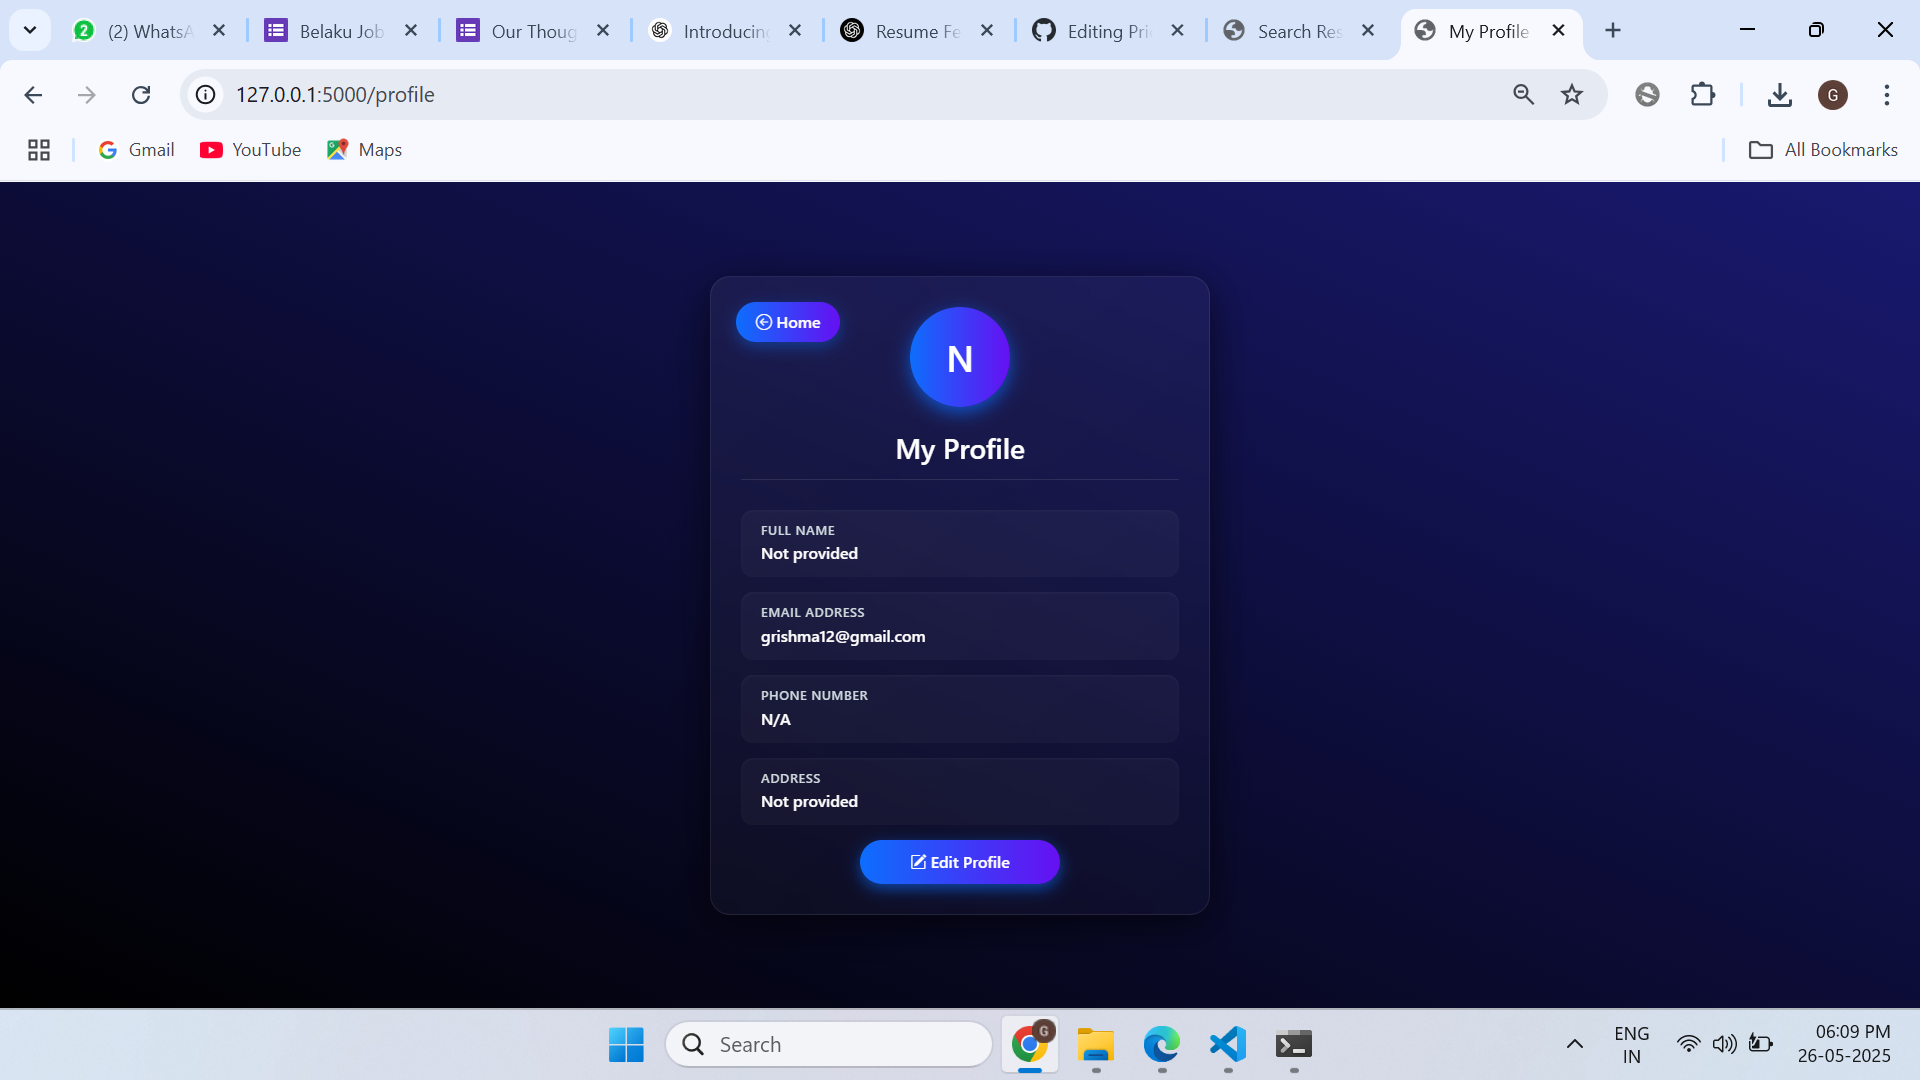 (2) WhatsA
Belaku Job
Our Thoug
Introducing
Resume Fe
Editing Pri
Search Res
My Profile
127.0.0.1:5000/profile
G
Gmail
YouTube
Maps
All Bookmarks
Home
N
My Profile
FULL NAME
Not provided
EMAIL ADDRESS
grishma12@gmail.com
PHONE NUMBER
N/A
ADDRESS
Not provided
Edit Profile
Search
G
ENG
IN
06:09 PM
26-05-2025